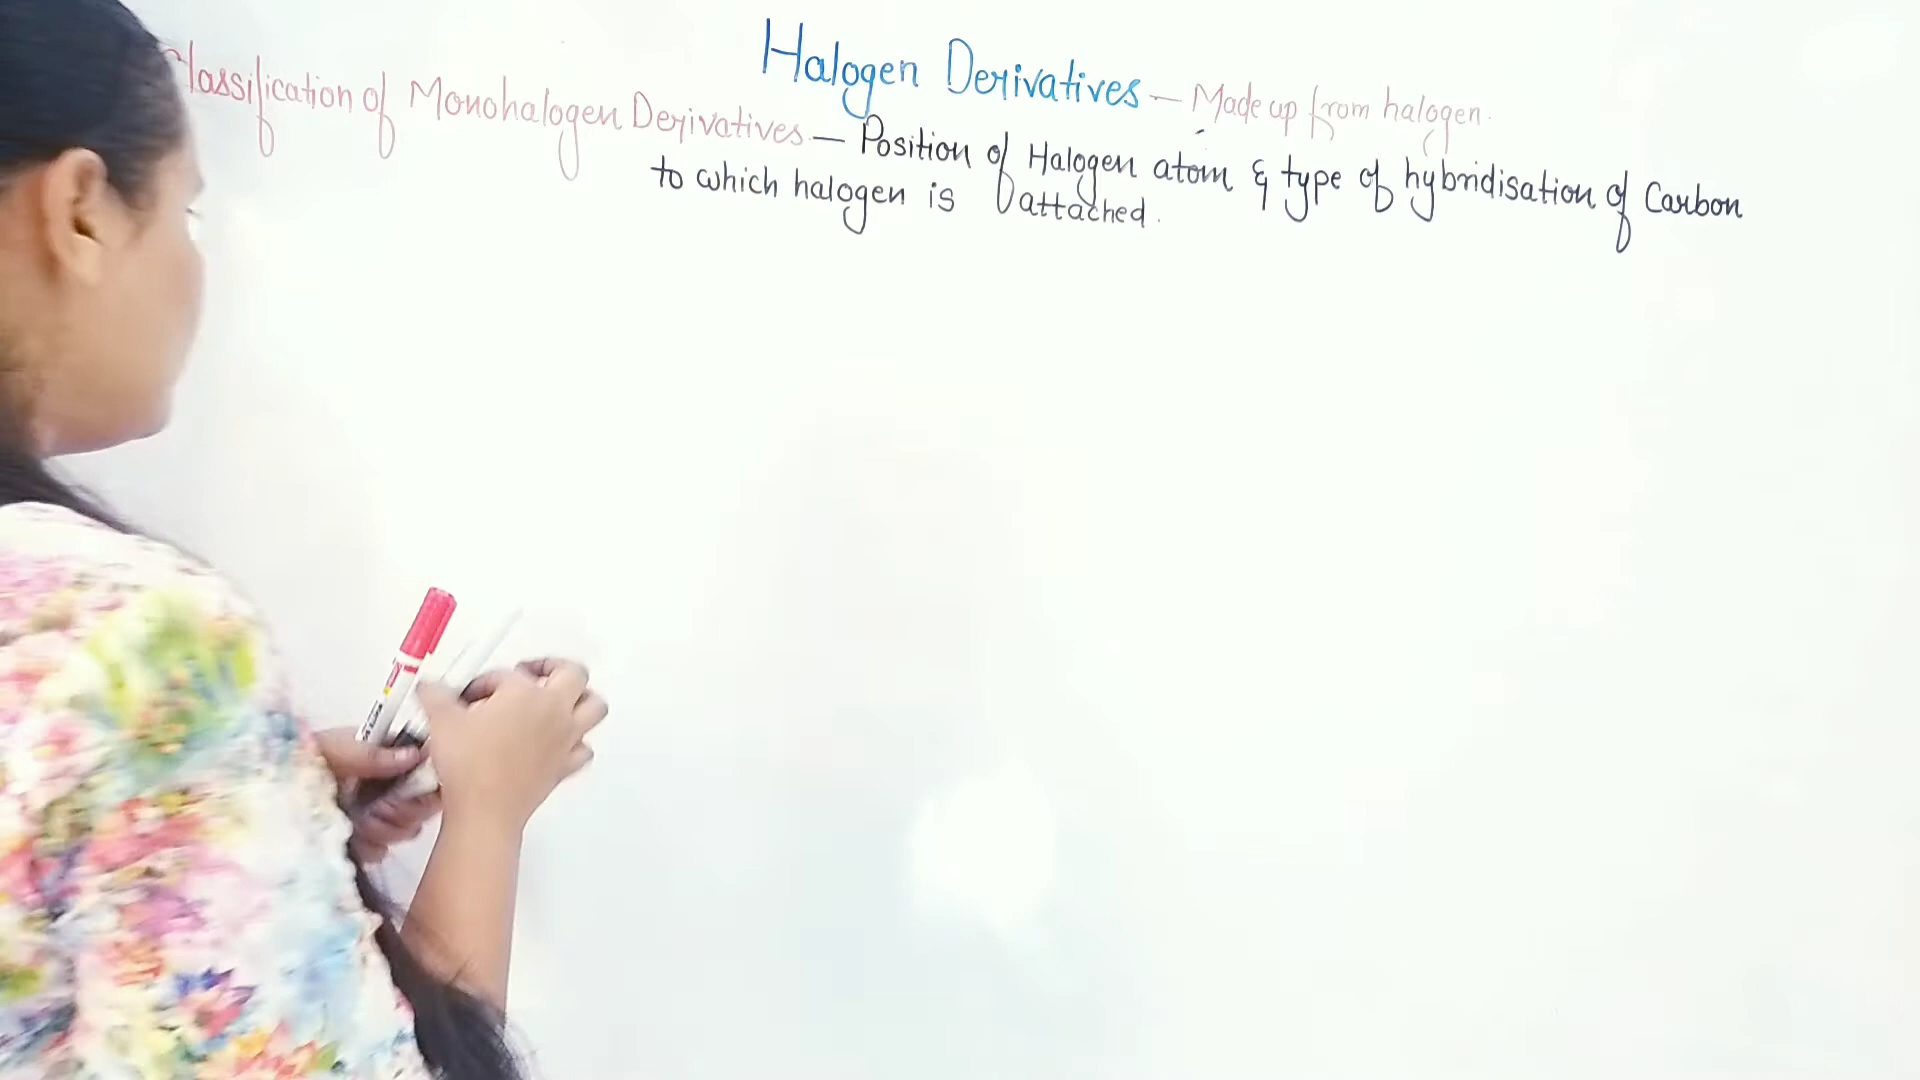 Halogen Derivatives — Made up from halogen.
Classification of Monohalogen Derivatives — Position of Halogen atom & type of hybridisation of Carbon
to which halogen is attached.